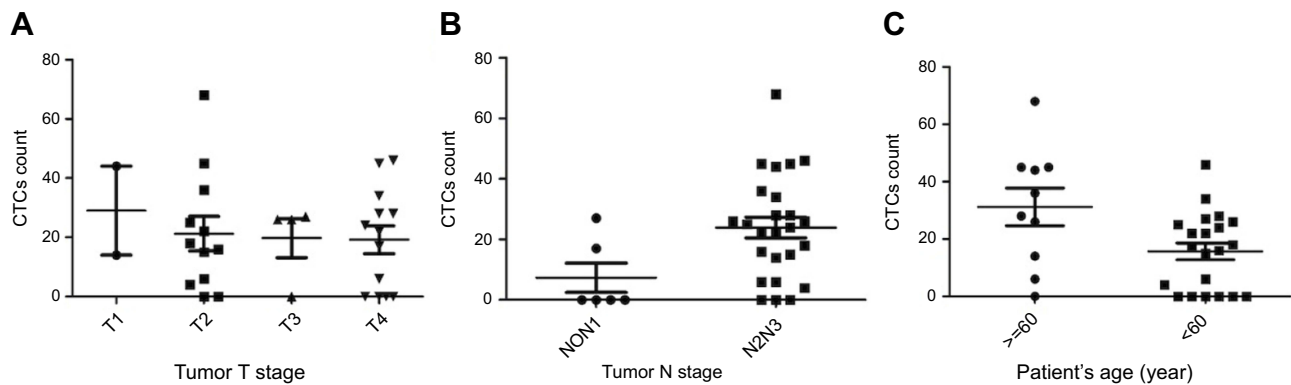 A
CTCs count
80
60
40
20
0
T1
T2
T3
T4
Tumor T stage
B
CTCs count
80
60
40
20
0
NON1
N2N3
Tumor N stage
C
CTCs count
80
60
40
20
0
>=60
<60
Patient's age (year)